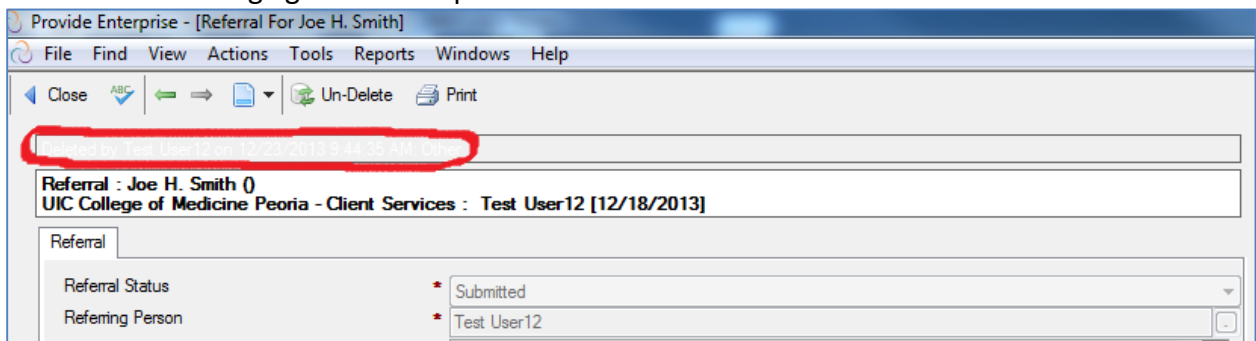 Provide Enterprise - [Referral For Joe H. Smith]
File Find View Actions Tools Reports Windows Help
Close ABC Un-Delete Print
Deleted by Test User12 on 12/23/2013 9:44:35 AM, Other
Referral : Joe H. Smith ()
UIC College of Medicine Peoria - Client Services : Test User12 [12/18/2013]
Referral
Referral Status * Submitted
Referring Person * Test User12 .